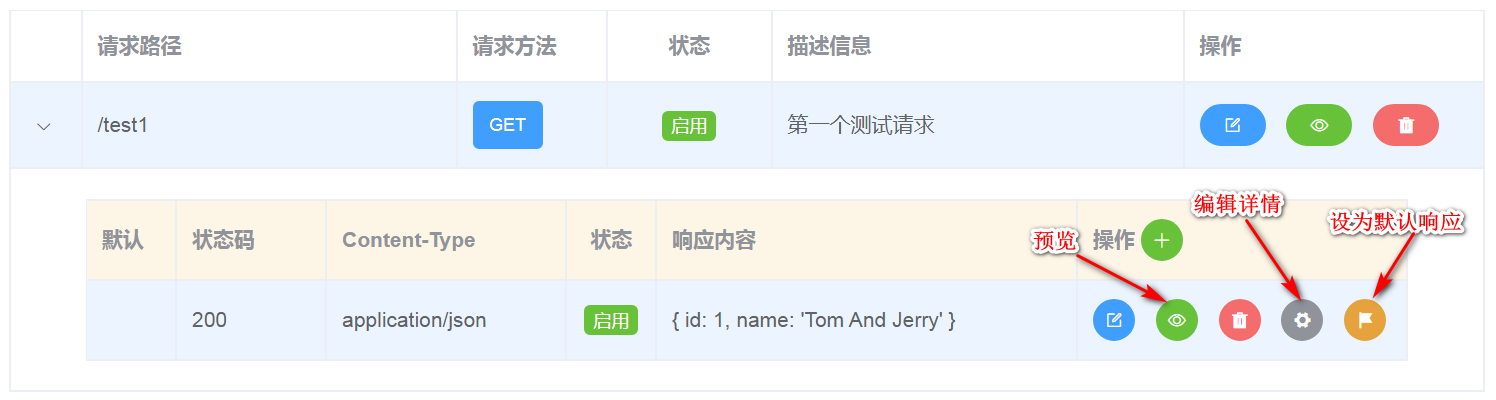 请求路径 请求方法 状态 描述信息 操作
/test1 GET 启用 第一个测试请求
编辑详情
设为默认响应
预览
默认 状态码 Content-Type 状态 响应内容 操作
200 application/json 启用 { id: 1, name: 'Tom And Jerry' }